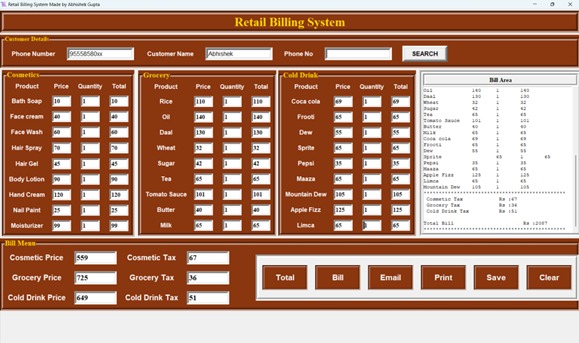 Retail Billing System Made by Abhishek Gupta
Retail Billing System
Customer Details
Phone Number 95558580xx Customer Name Abhishek Phone No SEARCH
Cosmetics
Product Price Quantity Total
Bath Soap 10 1 10
Face cream 40 1 40
Face Wash 60 1 60
Hair Spray 70 1 70
Hair Gel 45 1 45
Body Lotion 90 1 90
Hand Cream 120 1 120
Nail Paint 25 1 25
Moisturizer 99 1 99
Grocery
Product Price Quantity Total
Rice 110 1 110
Oil 140 1 140
Daal 130 1 130
Wheat 32 1 32
Sugar 42 1 42
Tea 65 1 65
Tomato Sauce 101 1 101
Butter 40 1 40
Milk 65 1 65
Cold Drink
Product Price Quantity Total
Coca cola 69 1 69
Frooti 65 1 65
Dew 55 1 55
Sprite 65 1 65
Pepsi 35 1 35
Maaza 65 1 65
Mountain Dew 105 1 105
Apple Fizz 125 1 125
Limca 65 1 65
Bill Area
Oil 140 1 140
Daal 130 1 130
Wheat 32 1 32
Sugar 42 1 42
Tea 65 1 65
Tomato Sauce 101 1 101
Butter 40 1 40
Milk 65 1 65
Coca cola 69 1 69
Frooti 65 1 65
Dew 55 1 55
Sprite 65 1 65
Pepsi 35 1 35
Maaza 65 1 65
Apple Fizz 125 1 125
Limca 65 1 65
Mountain Dew 105 1 105
Cosmetic Tax Rs :67
Grocery Tax Rs :36
Cold Drink Tax Rs :51
Total Bill Rs :2087
Bill Menu
Cosmetic Price 559 Cosmetic Tax 67
Grocery Price 725 Grocery Tax 36
Cold Drink Price 649 Cold Drink Tax 51
Total Bill Email Print Save Clear